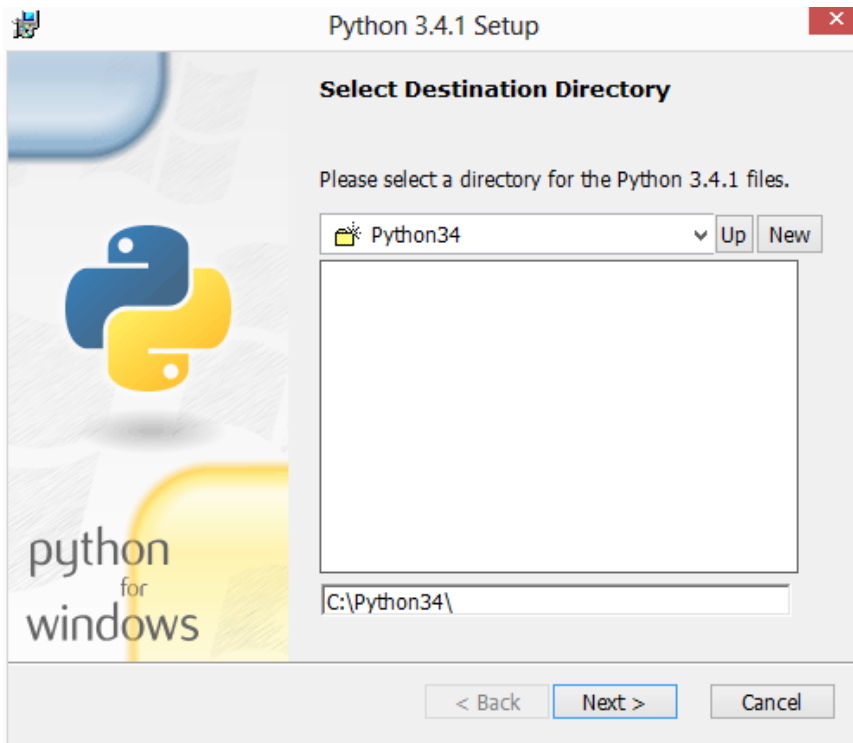 Python 3.4.1 Setup
Select Destination Directory
Please select a directory for the Python 3.4.1 files.
Python34 Up New
C:\Python34\
python
for
windows
< Back Next > Cancel